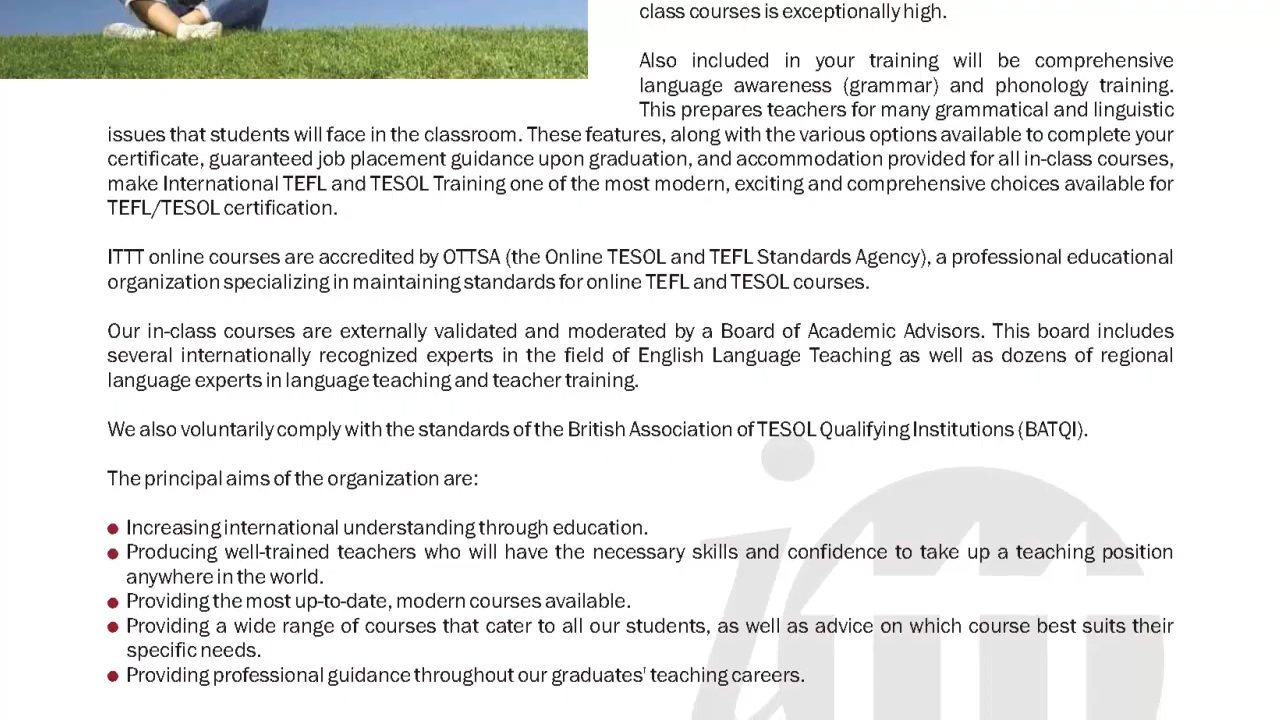 class courses is exceptionally high.
Also included in your training will be comprehensive
language awareness (grammar) and phonology training.
This prepares teachers for many grammatical and linguistic
issues that students will face in the classroom. These features, along with the various options available to complete your
certificate, guaranteed job placement guidance upon graduation, and accommodation provided for all in-class courses,
make International TEFL and TESOL Training one of the most modern, exciting and comprehensive choices available for
TEFL/TESOL certification.
ITTT online courses are accredited by OTTSA (the Online TESOL and TEFL Standards Agency), a professional educational
organization specializing in maintaining standards for online TEFL and TESOL courses.
Our in-class courses are externally validated and moderated by a Board of Academic Advisors. This board includes
several internationally recognized experts in the field of English Language Teaching as well as dozens of regional
language experts in language teaching and teacher training.
We also voluntarily comply with the standards of the British Association of TESOL Qualifying Institutions (BATQI).
The principal aims of the organization are:
● Increasing international understanding through education.
● Producing well-trained teachers who will have the necessary skills and confidence to take up a teaching position
anywhere in the world.
● Providing the most up-to-date, modern courses available.
● Providing a wide range of courses that cater to all our students, as well as advice on which course best suits their
specific needs.
● Providing professional guidance throughout our graduates' teaching careers.